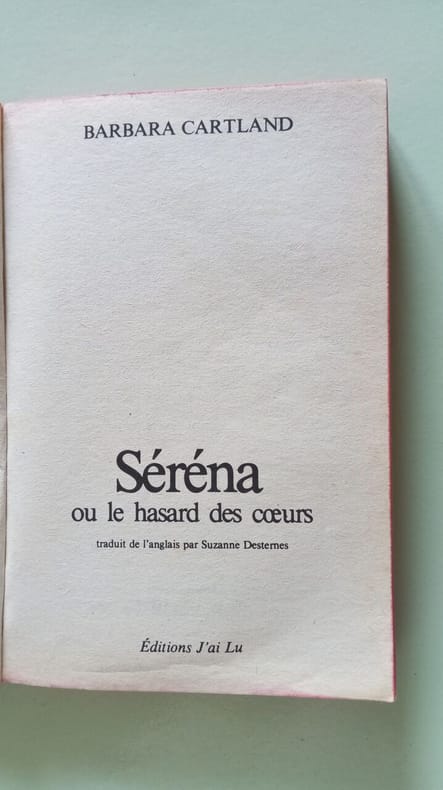 BARBARA CARTLAND
Séréna
ou le hasard des cœurs
traduit de l'anglais par Suzanne Desternes
Éditions J'ai Lu